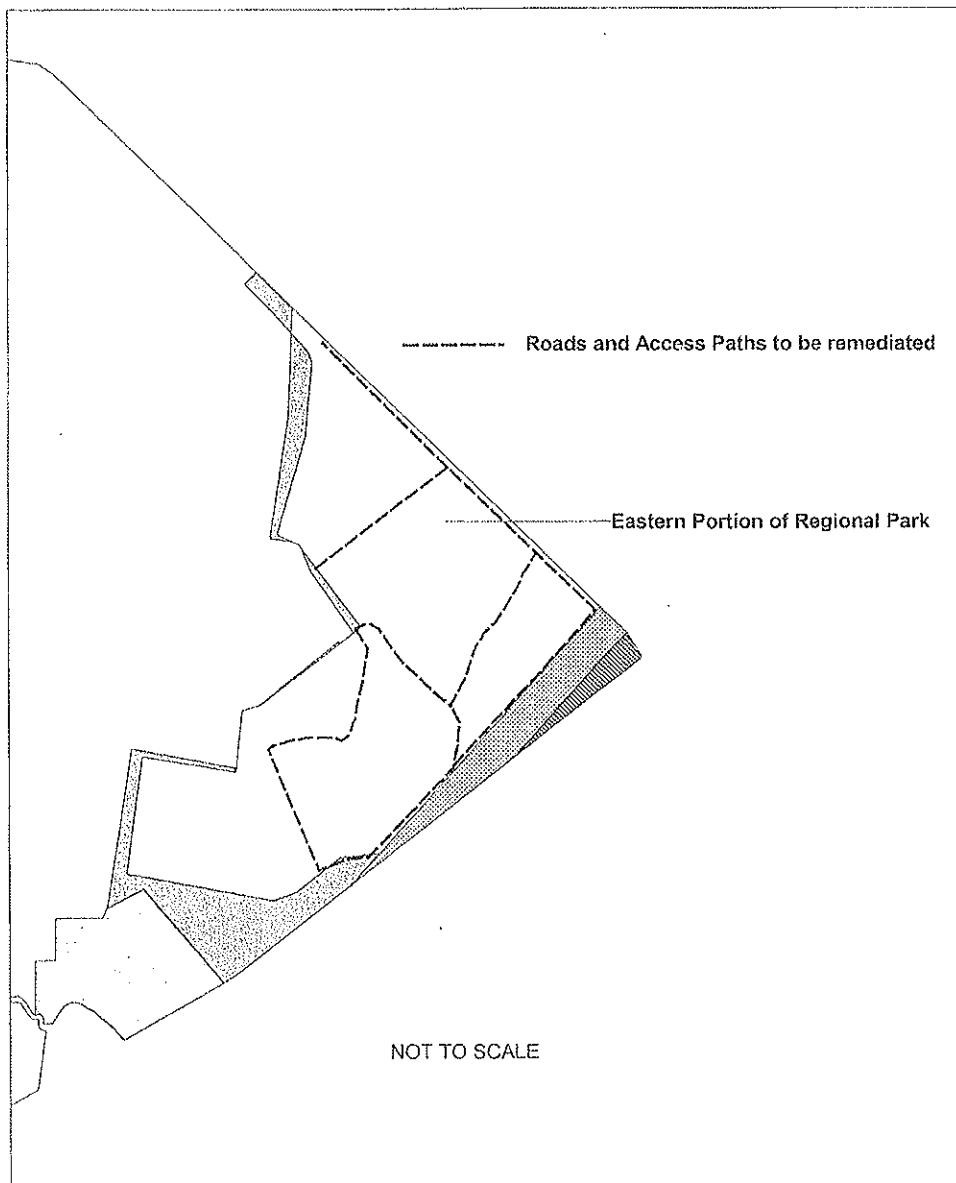 Roads and Access Paths to be remediated
Eastern Portion of Regional Park
NOT TO SCALE